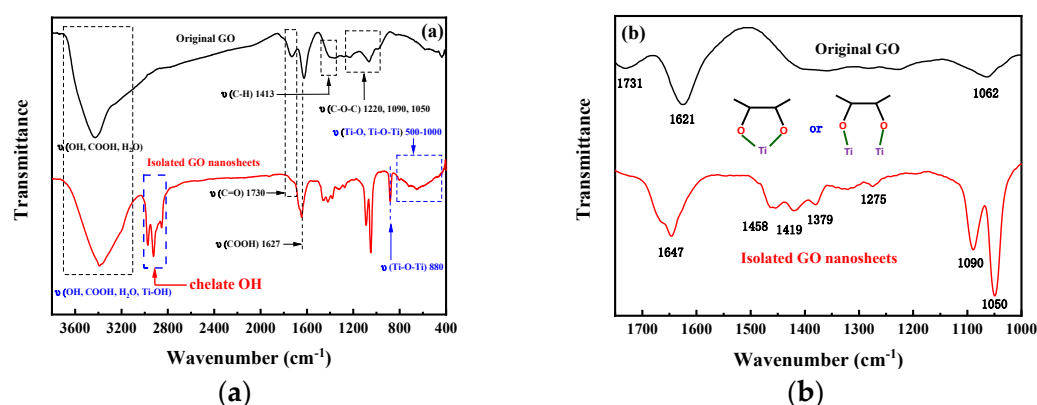 (a)
Original GO
υ (C-H) 1413
υ (C-O-C) 1220, 1090, 1050
υ (Ti-O, Ti-O-Ti) 500-1000
υ (OH, COOH, H₂O)
Isolated GO nanosheets
υ (C=O) 1730
υ (COOH) 1627
υ (Ti-O-Ti) 880
chelate OH
υ (OH, COOH, H₂O, Ti-OH)
Transmittance
3800 3200 2600 2000 1600 1200 800 400
Wavenumber (cm⁻¹)
(a)
(b)
Original GO
1731
1621
1062
O O
Ti
or
O O
Ti Ti
1647
1458
1419
1379
1275
1090
1050
Isolated GO nanosheets
Transmittance
1700 1600 1500 1400 1300 1200 1100 1000
Wavenumber (cm⁻¹)
(b)